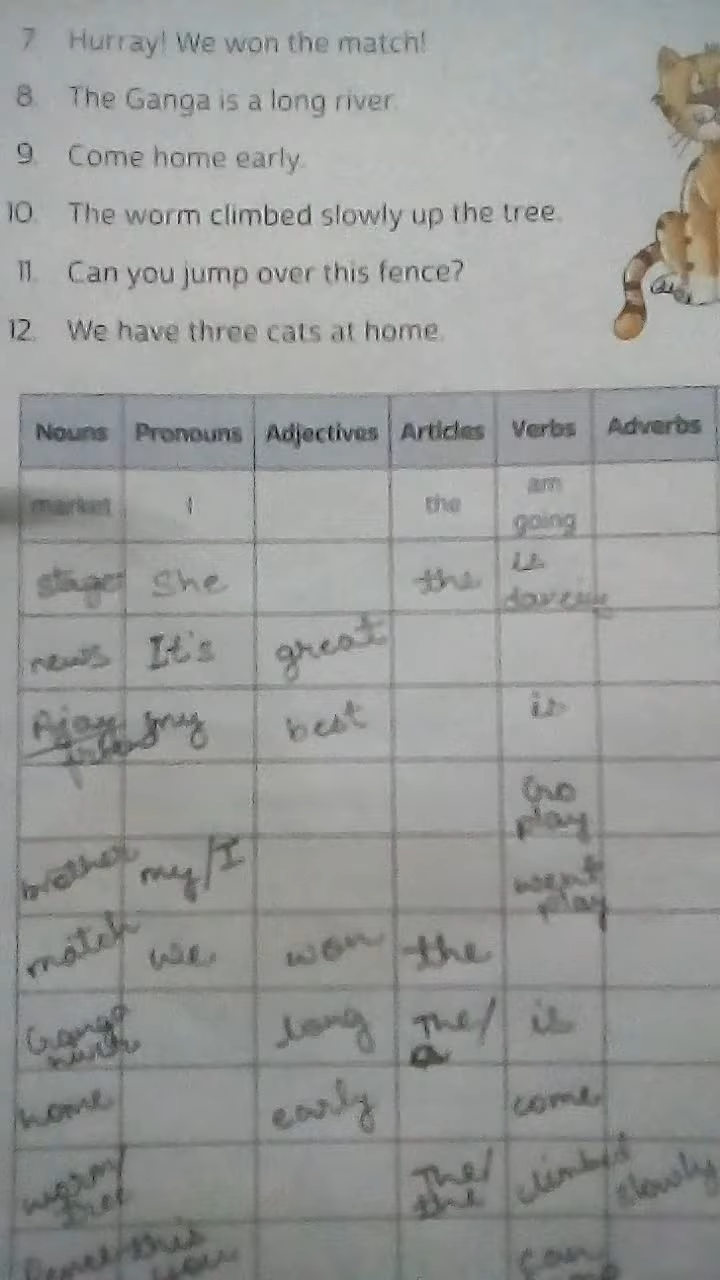 7. Hurray! We won the match!
8. The Ganga is a long river.
9. Come home early.
10. The worm climbed slowly up the tree.
11. Can you jump over this fence?
12. We have three cats at home.
Nouns Pronouns Adjectives Articles Verbs Adverbs
market I the am going
stage She the is
news It's great
Ajay my best is
Go play
brother my/I went play
match we won the
Ganga long The/ a is
home early come
worm/ tree The/ the climbed slowly
fence this you can